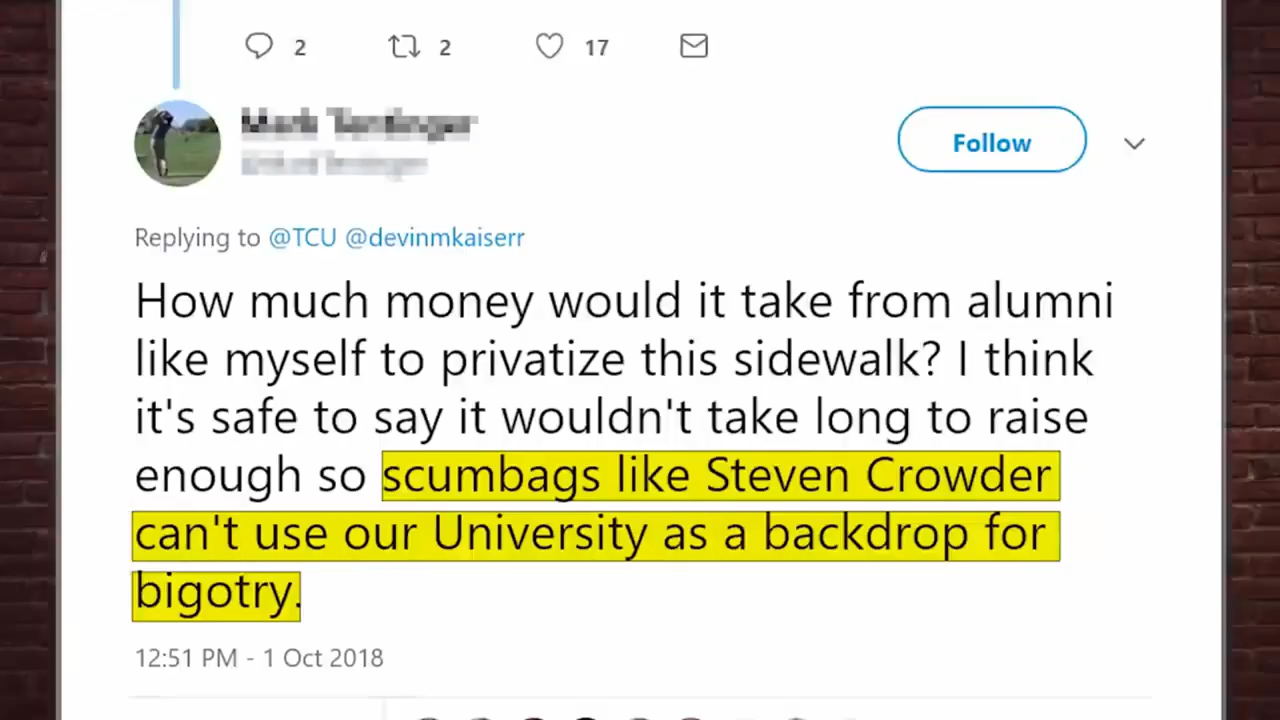 2 2 17
Follow
Replying to @TCU @devinmkaiserr
How much money would it take from alumni
like myself to privatize this sidewalk? I think
it's safe to say it wouldn't take long to raise
enough so scumbags like Steven Crowder
can't use our University as a backdrop for
bigotry.
12:51 PM - 1 Oct 2018